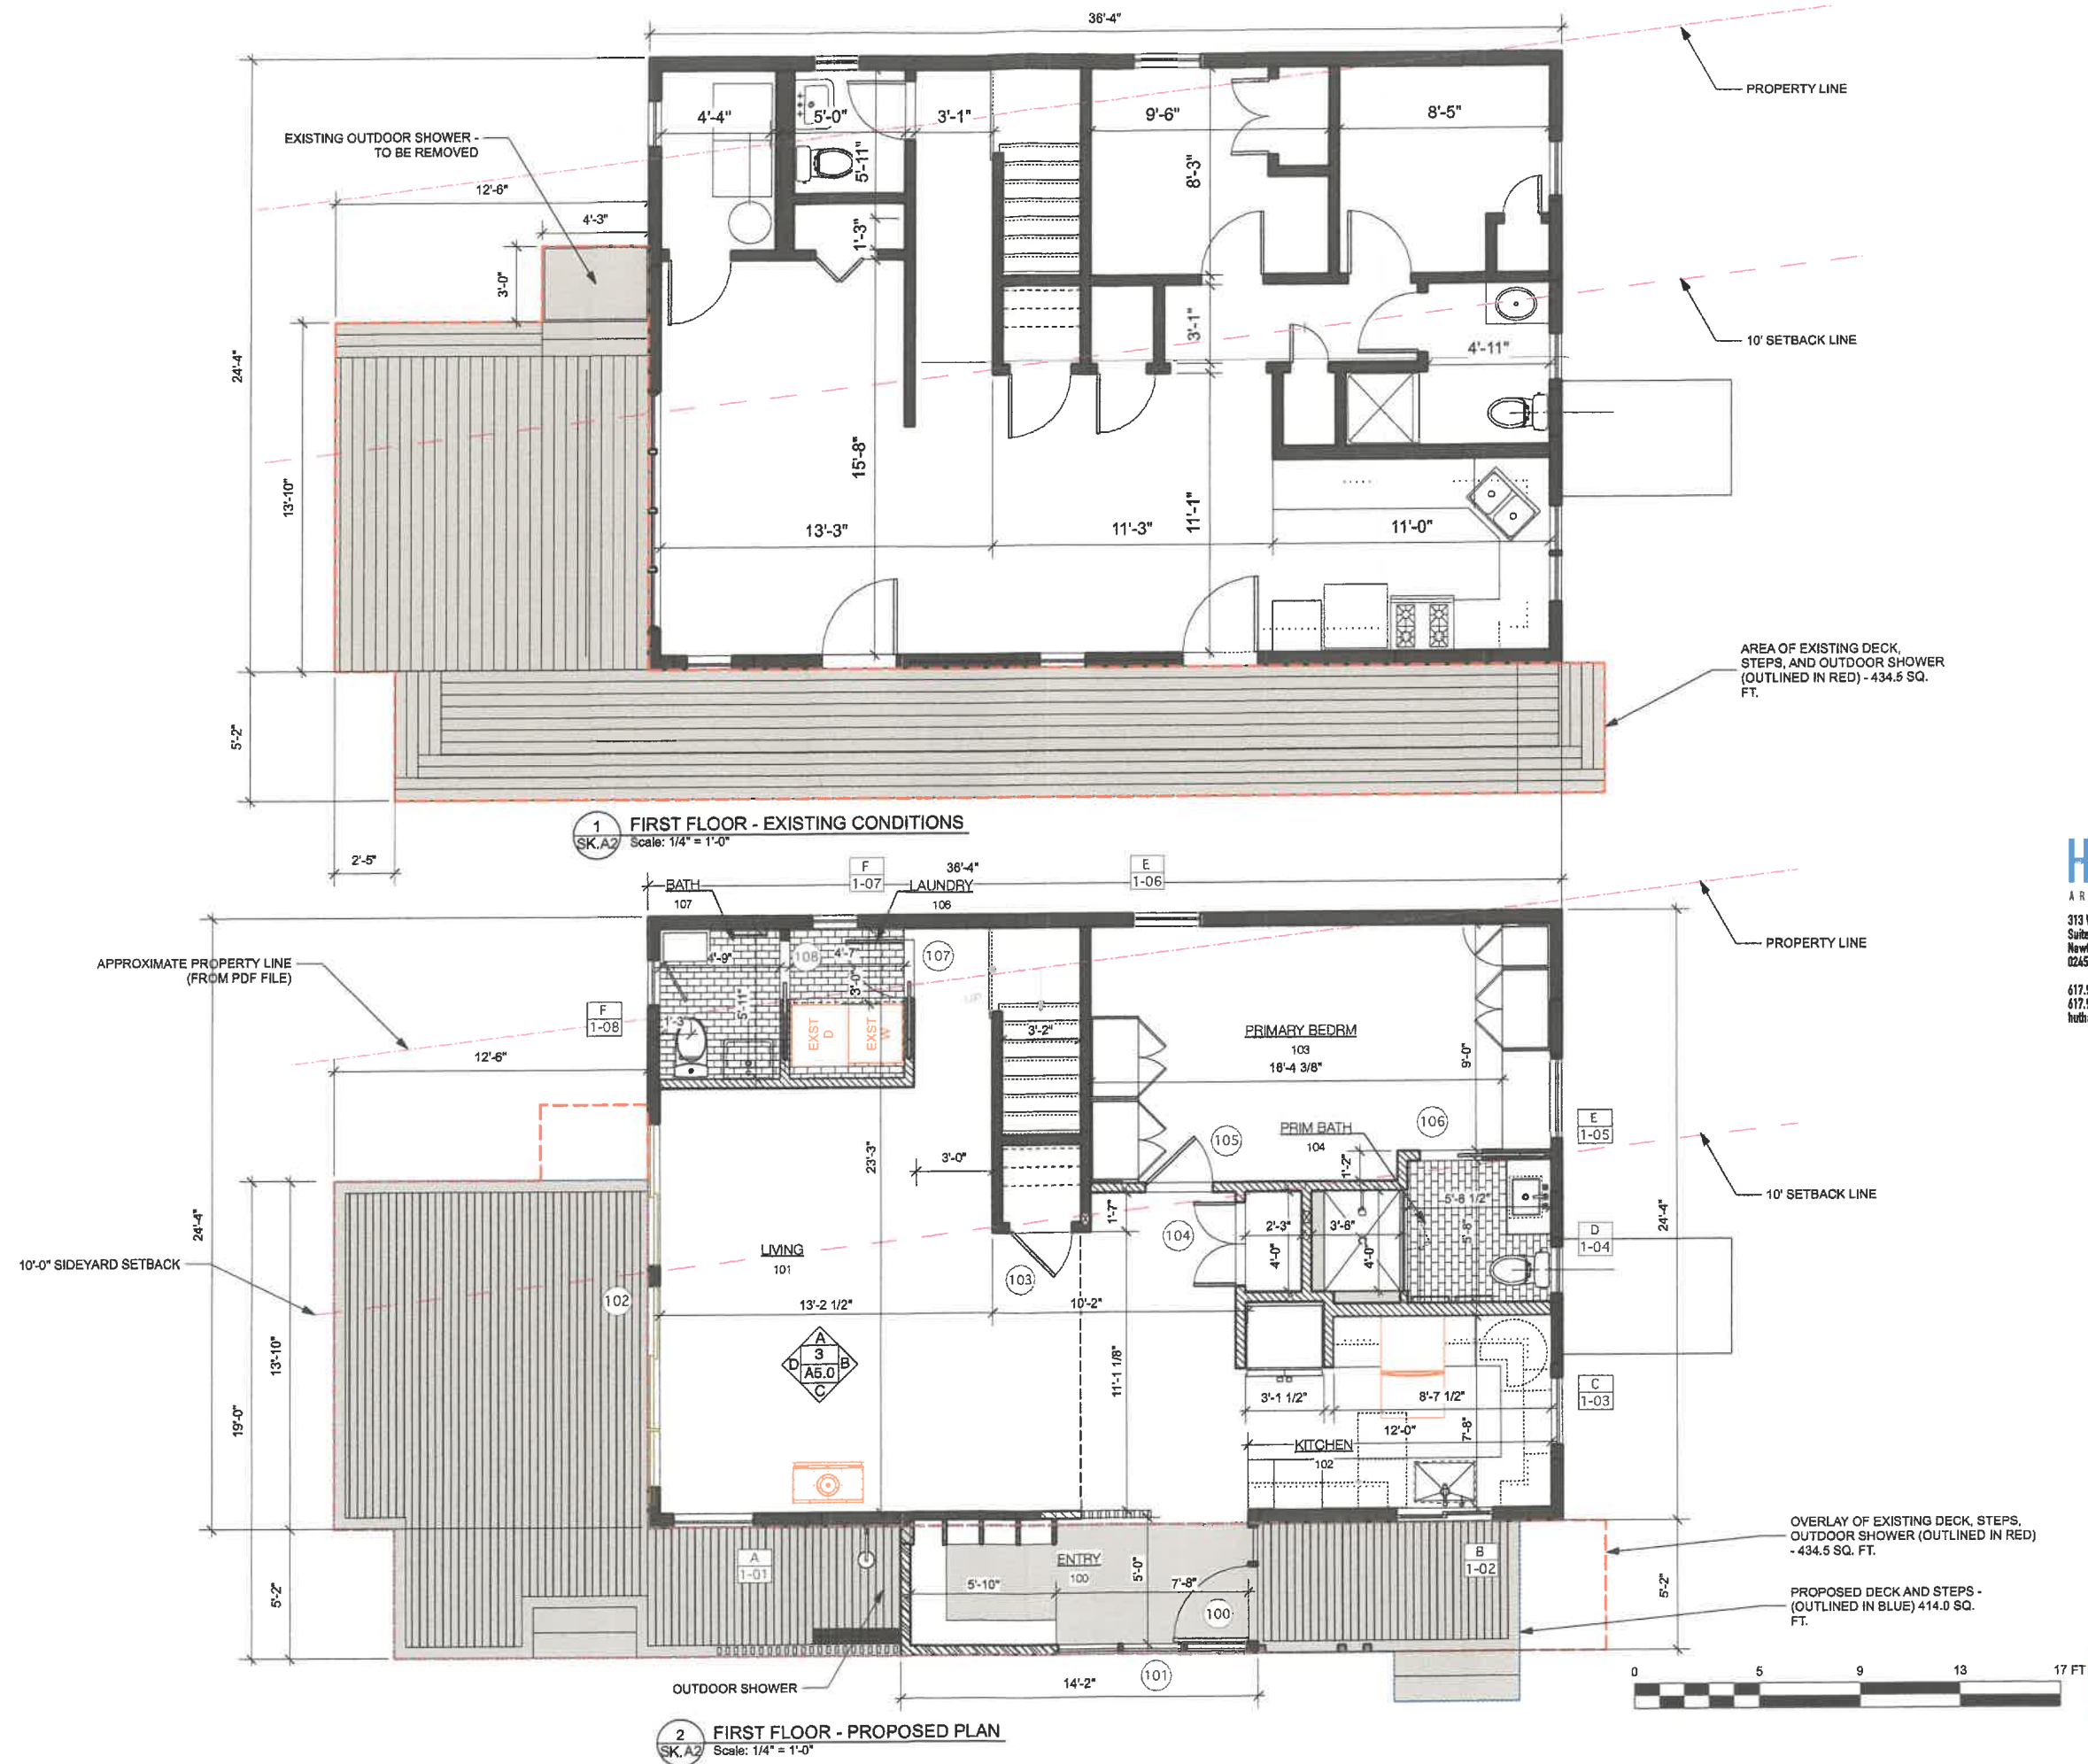 36'-4"
PROPERTY LINE
EXISTING OUTDOOR SHOWER -
TO BE REMOVED
4'-4"
5'-0"
3'-1"
9'-6"
8'-5"
5'-11"
8'-3"
12'-6"
4'-3"
1'-3"
3'-0"
24'-4"
3'-1"
4'-11"
10' SETBACK LINE
15'-8"
13'-10"
11'-1"
13'-3"
11'-3"
11'-0"
AREA OF EXISTING DECK,
STEPS, AND OUTDOOR SHOWER
(OUTLINED IN RED) - 434.5 SQ.
FT.
5'-2"
2'-5"
1
SK.A2
FIRST FLOOR - EXISTING CONDITIONS
Scale: 1/4" = 1'-0"
36'-4"
F
1-07
E
1-06
BATH
107
LAUNDRY
106
PROPERTY LINE
APPROXIMATE PROPERTY LINE
(FROM PDF FILE)
4'-9"
108
4'-7"
107
3'-0"
5'-11"
UP
F
1-08
1'-3"
EXST
D
EXST
W
3'-2"
PRIMARY BEDRM
103
16'-4 3/8"
9'-0"
12'-6"
106
E
1-05
105
PRIM BATH
104
1'-2"
23'-3"
3'-0"
10' SETBACK LINE
5'-8 1/2"
1'-7"
104
2'-3"
3'-6"
5'-8"
4'-0"
4'-0"
D
1-04
24'-4"
24'-4"
10'-0" SIDEYARD SETBACK
LIVING
101
103
102
13'-2 1/2"
10'-2"
A
3
A5.0
D
B
C
11'-1 1/8"
13'-10"
19'-0"
3'-1 1/2"
8'-7 1/2"
C
1-03
12'-0"
7'-8"
KITCHEN
102
OVERLAY OF EXISTING DECK, STEPS,
OUTDOOR SHOWER (OUTLINED IN RED)
- 434.5 SQ. FT.
A
1-01
ENTRY
100
5'-0"
B
1-02
5'-10"
7'-8"
100
5'-2"
5'-2"
PROPOSED DECK AND STEPS -
(OUTLINED IN BLUE) 414.0 SQ.
FT.
OUTDOOR SHOWER
14'-2"
101
0 5 9 13 17 FT
2
SK.A2
FIRST FLOOR - PROPOSED PLAN
Scale: 1/4" = 1'-0"
H
A R
313
Suite
Newt
0245
617.
617.
huth